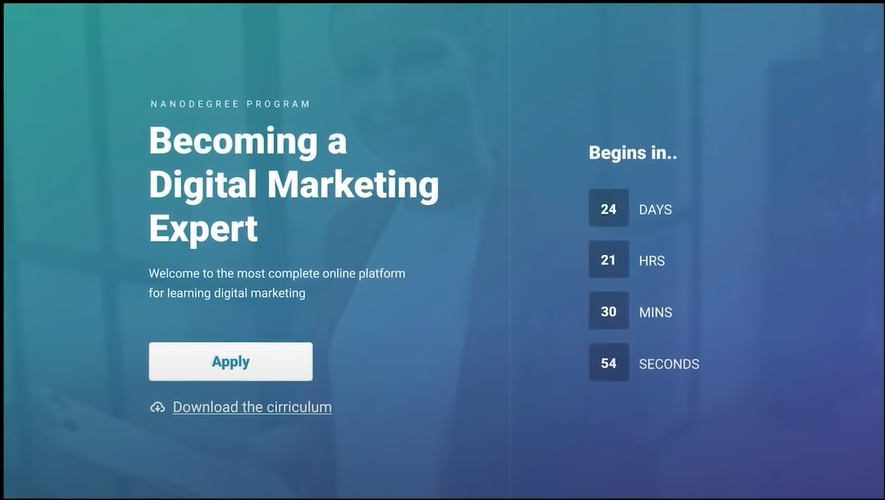 NANODEGREE PROGRAM
Becoming a
Digital Marketing
Expert
Welcome to the most complete online platform
for learning digital marketing
Apply
Download the cirriculum
Begins in..
24 DAYS
21 HRS
30 MINS
54 SECONDS